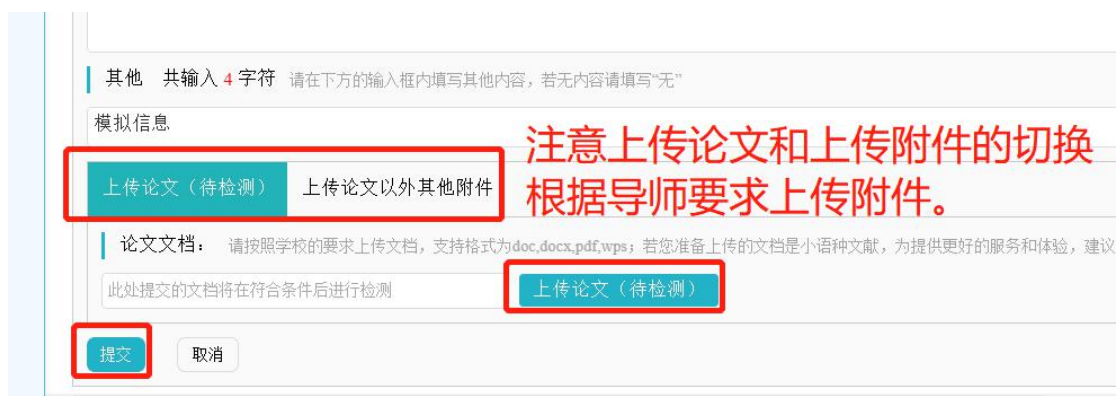 其他 共输入 4 字符 请在下方的输入框内填写其他内容，若无内容请填写“无”
模拟信息
注意上传论文和上传附件的切换
根据导师要求上传附件。
上传论文（待检测） 上传论文以外其他附件
论文文档： 请按照学校的要求上传文档，支持格式为doc,docx,pdf,wps；若您准备上传的文档是小语种文献，为提供更好的服务和体验，建议
此处提交的文档将在符合条件后进行检测 上传论文（待检测）
提交 取消